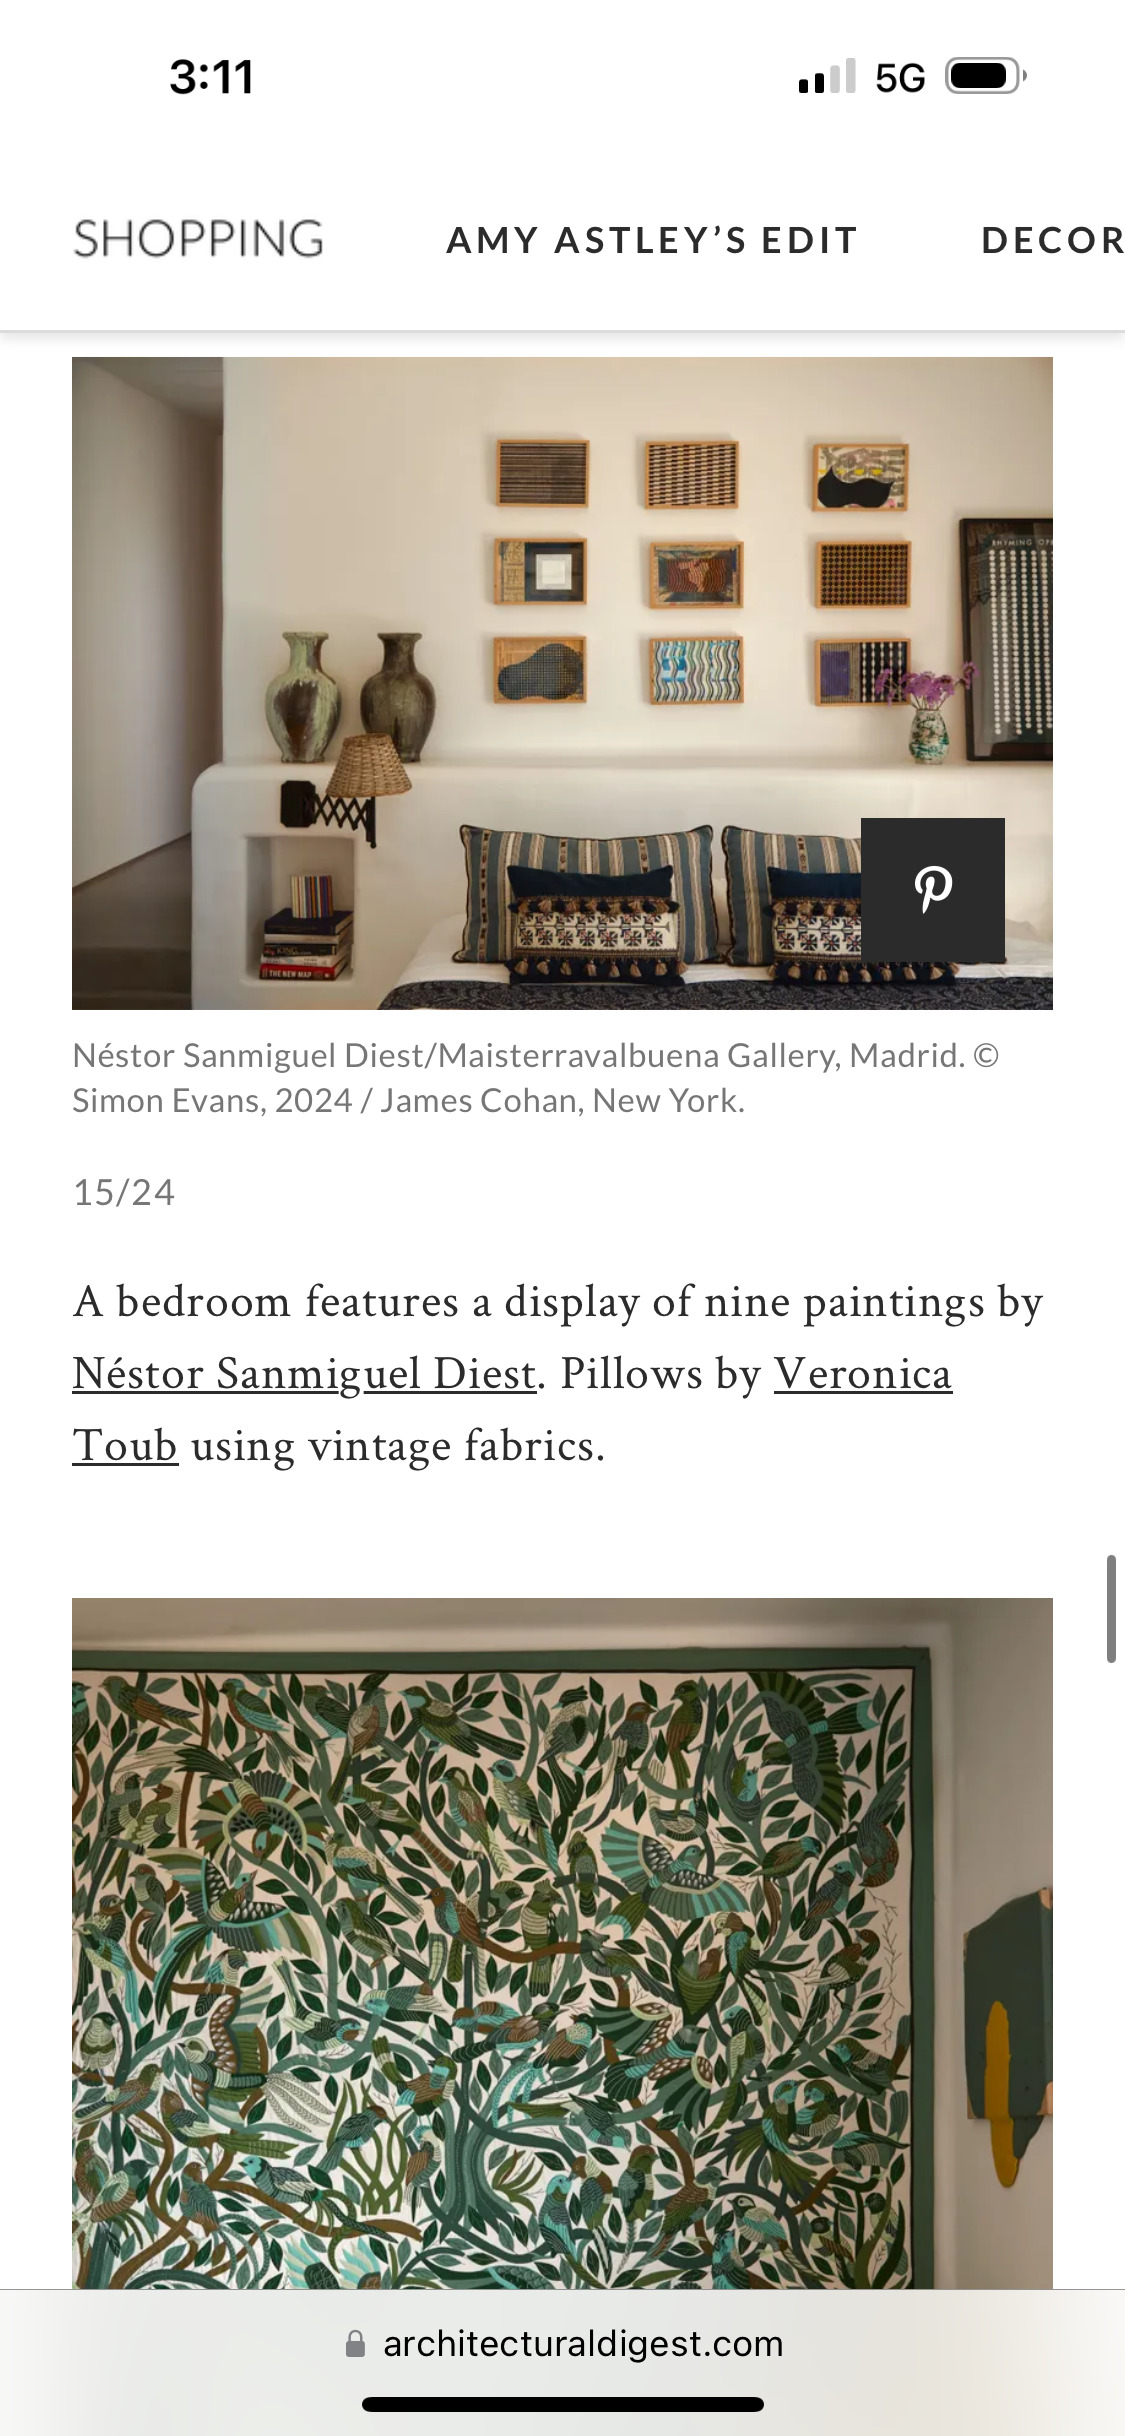 3:11
5G
SHOPPING
AMY ASTLEY’S EDIT
DECOR
RHYMING
KING
THE NEW MAP
Néstor Sanmiguel Diest/Maisterravalbuena Gallery, Madrid. ©
Simon Evans, 2024 / James Cohan, New York.
15/24
A bedroom features a display of nine paintings by
Néstor Sanmiguel Diest. Pillows by Veronica
Toub using vintage fabrics.
architecturaldigest.com